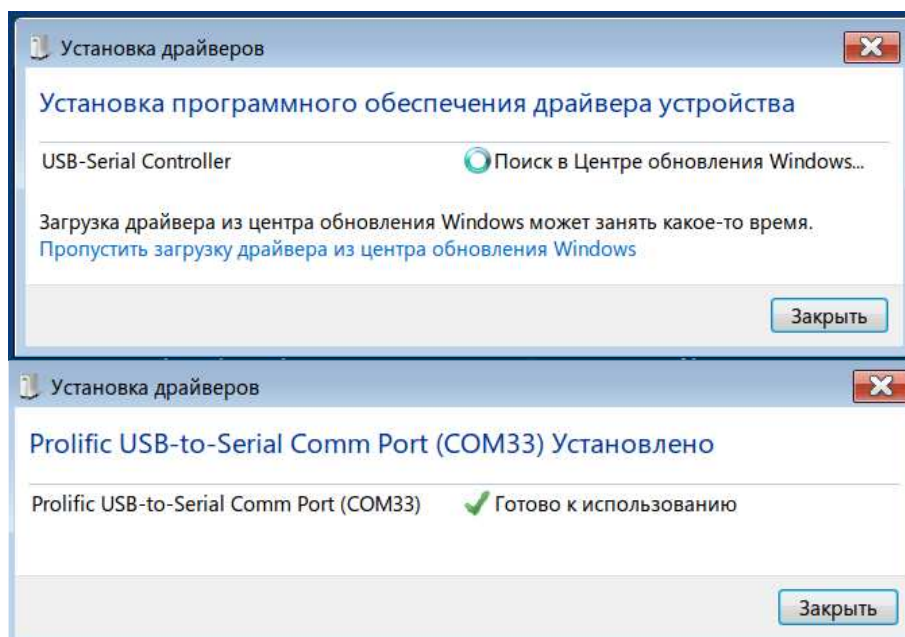 Установка драйверов
Установка программного обеспечения драйвера устройства
USB-Serial Controller Поиск в Центре обновления Windows...
Загрузка драйвера из центра обновления Windows может занять какое-то время.
Пропустить загрузку драйвера из центра обновления Windows
Закрыть
Установка драйверов
Prolific USB-to-Serial Comm Port (COM33) Установлено
Prolific USB-to-Serial Comm Port (COM33) Готово к использованию
Закрыть